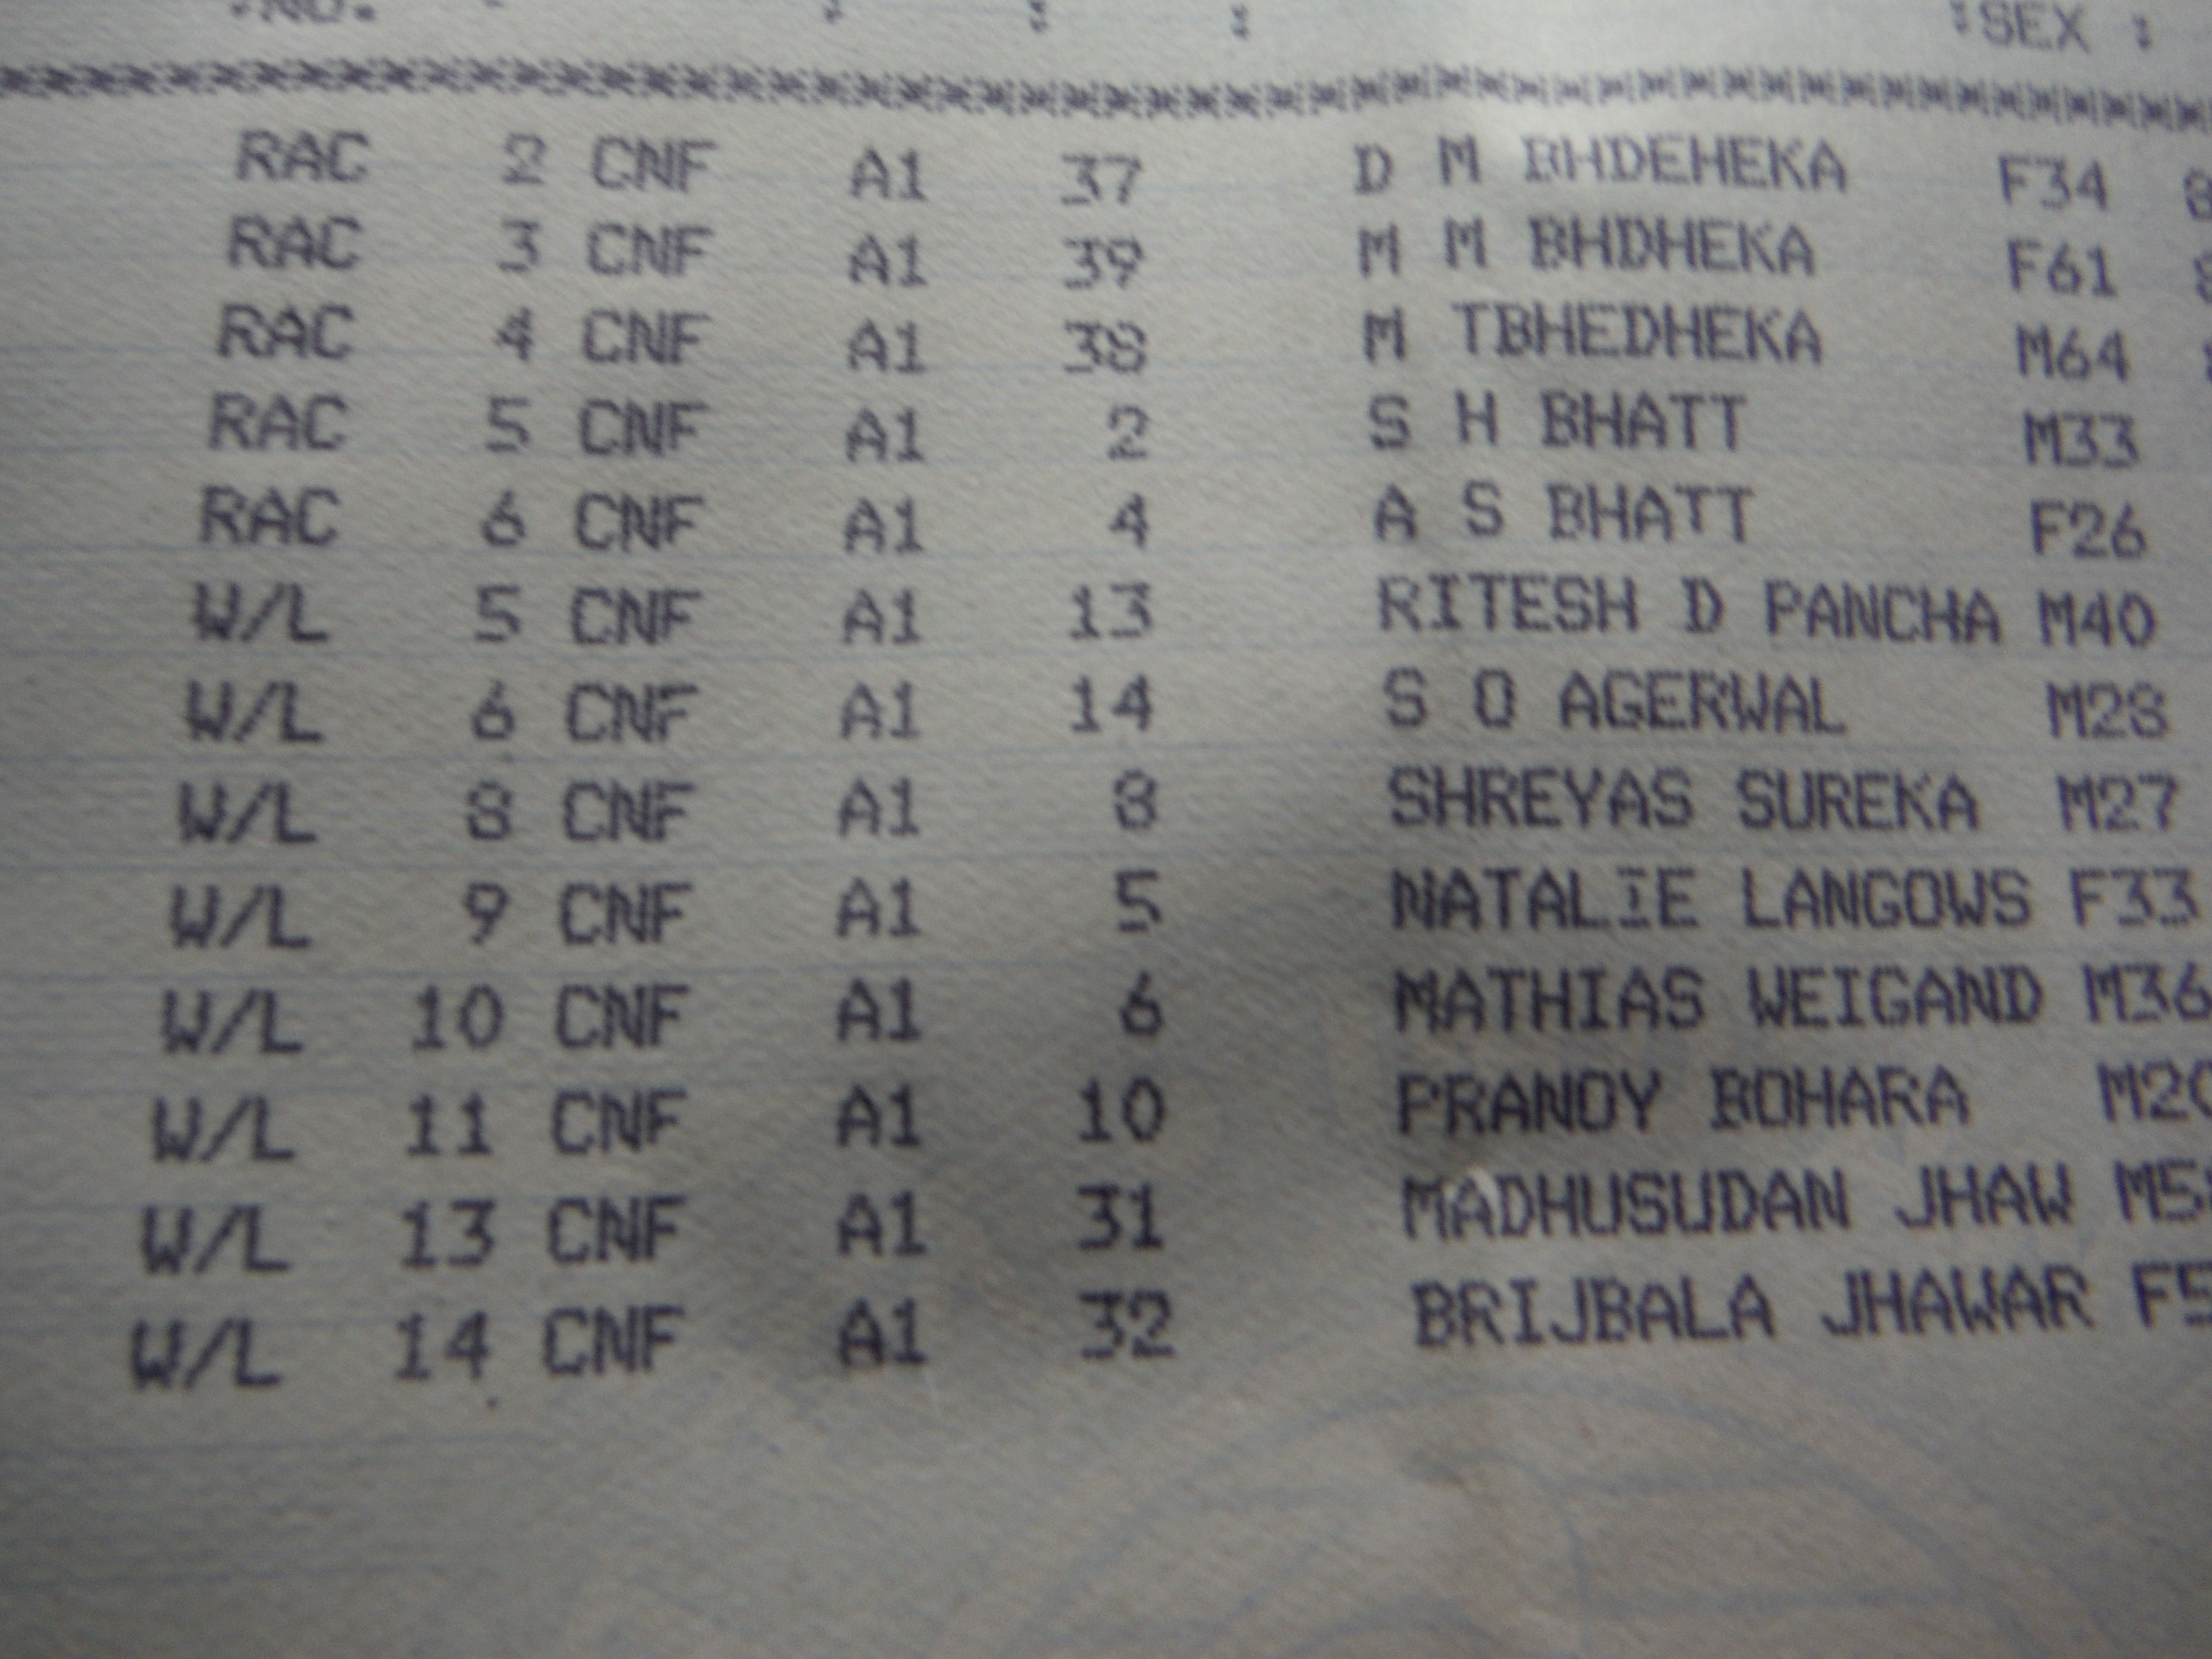 .NO. : : : :SEX :
RAC 2 CNF A1 37 D M BHDEHEKA F34
RAC 3 CNF A1 39 M M BHDHEKA F61
RAC 4 CNF A1 38 M TBHEDHEKA M64
RAC 5 CNF A1 2 S H BHATT M33
RAC 6 CNF A1 4 A S BHATT F26
W/L 5 CNF A1 13 RITESH D PANCHA M40
W/L 6 CNF A1 14 S O AGERWAL M28
W/L 8 CNF A1 8 SHREYAS SUREKA M27
W/L 9 CNF A1 5 NATALIE LANGOWS F33
W/L 10 CNF A1 6 MATHIAS WEIGAND M36
W/L 11 CNF A1 10 PRANOY BOHARA
W/L 13 CNF A1 31 MADHUSUDAN JHAW
W/L 14 CNF A1 32 BRIJBALA JHAWAR